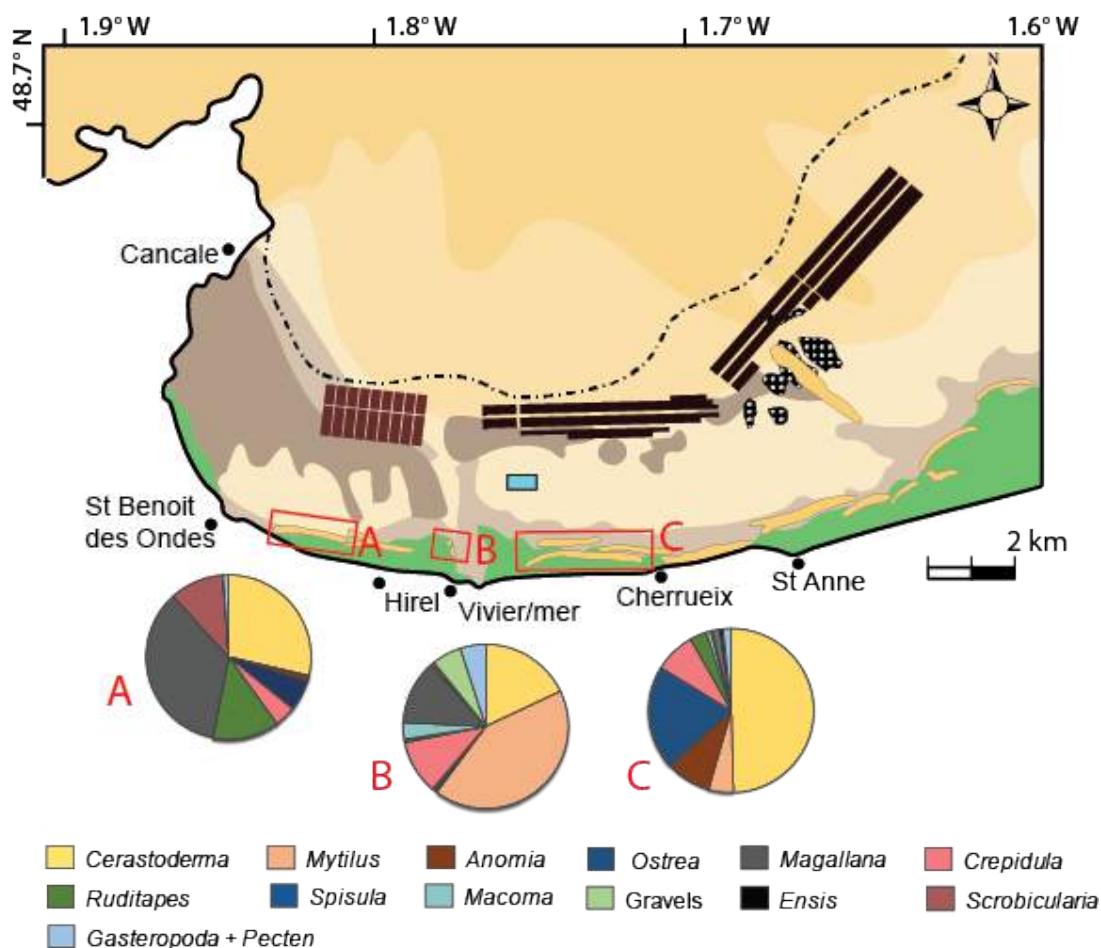 1.9° W 1.8° W 1.7° W 1.6° W
48.7° N
N
Cancale
St Benoit
des Ondes
A
B
C
2 km
Hirel
Vivier/mer
Cherrueix
St Anne
A
B
C
Cerastoderma Mytilus Anomia Ostrea Magallana Crepidula
Ruditapes Spisula Macoma Gravels Ensis Scrobicularia
Gasteropoda + Pecten